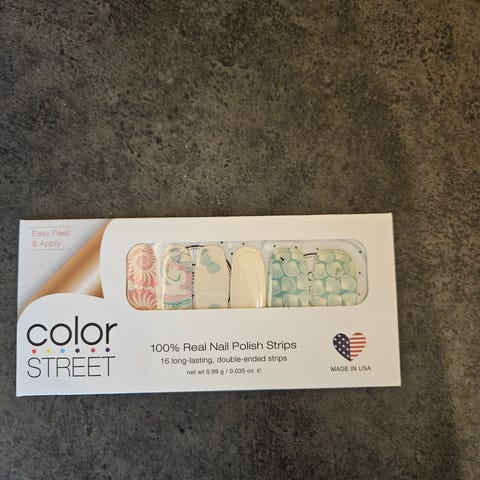 Easy Peel
& Apply
color
STREET
100% Real Nail Polish Strips
16 long-lasting, double-ended strips
net wt 0.99 g / 0.035 oz ℮
MADE IN USA